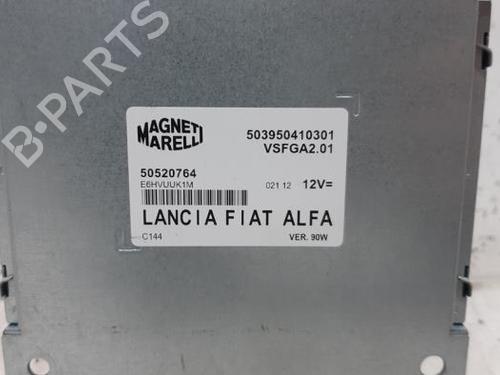 B-PARTS
MAGNETI
MARELLI
503950410301
VSFGA2.01
50520764
E6HVUUK1M
021 12 12V=
LANCIA FIAT ALFA
C144
VER. 90W